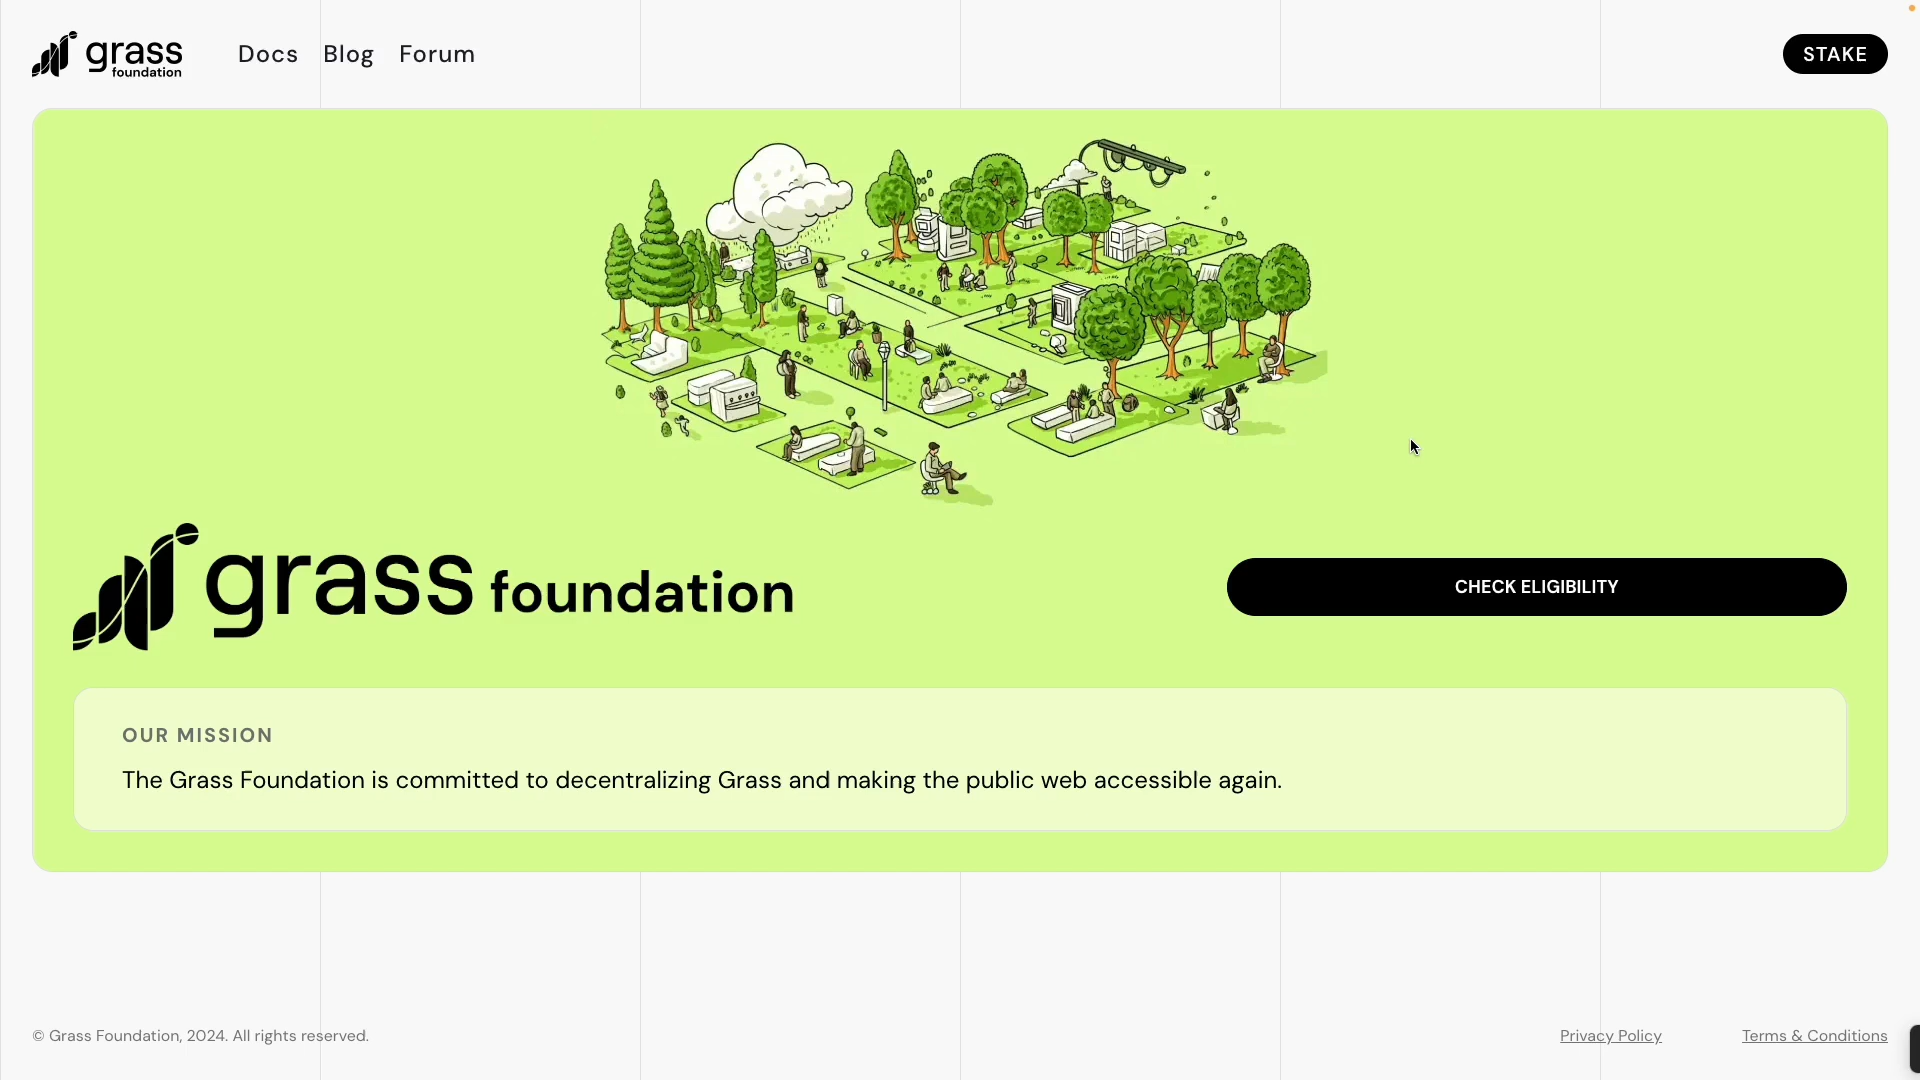 grass
foundation
Docs Blog Forum
STAKE
grass foundation
CHECK ELIGIBILITY
OUR MISSION
The Grass Foundation is committed to decentralizing Grass and making the public web accessible again.
© Grass Foundation, 2024. All rights reserved.
Privacy Policy
Terms & Conditions